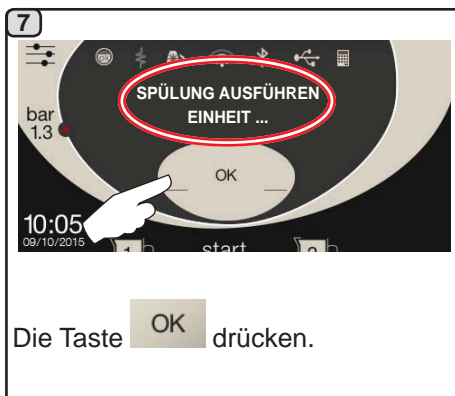 7
SPÜLUNG AUSFÜHREN
EINHEIT ...
bar
1.3
OK
10:05
09/10/2015
1
start
2
Die Taste OK drücken.